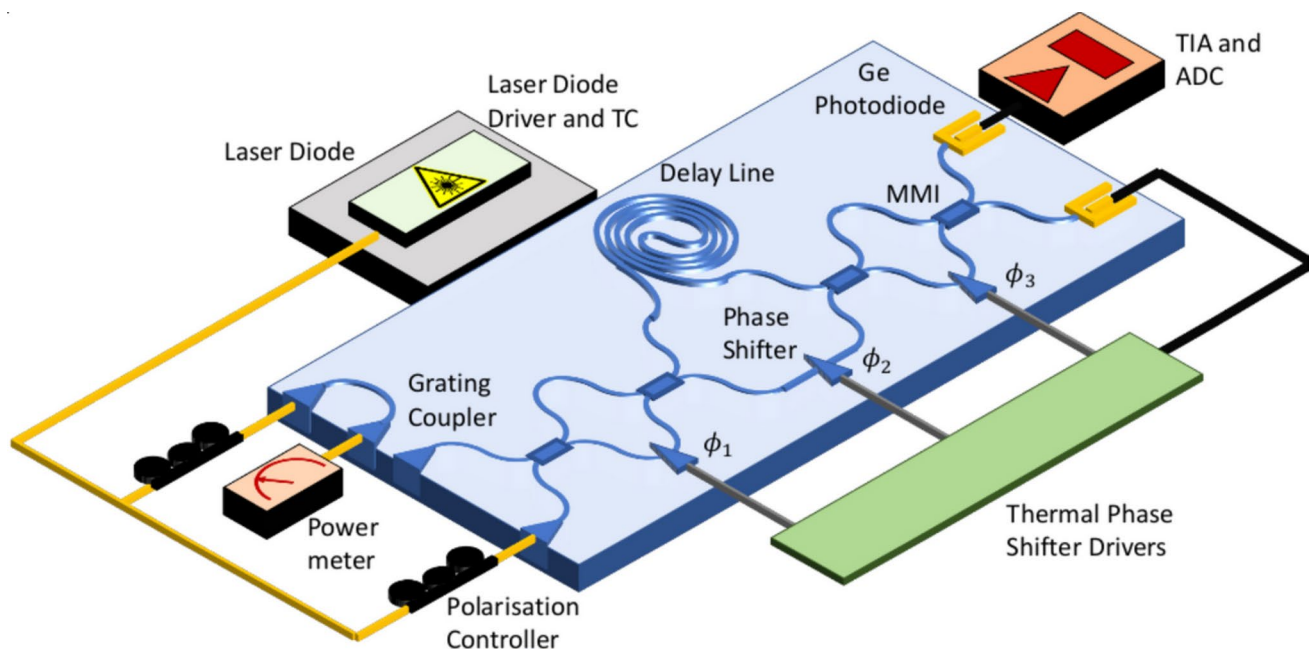 Laser Diode
Driver and TC
Laser Diode
TIA and
ADC
Ge
Photodiode
Delay Line
MMI
ϕ₃
Phase
Shifter
ϕ₂
Grating
Coupler
ϕ₁
Power
meter
Thermal Phase
Shifter Drivers
Polarisation
Controller